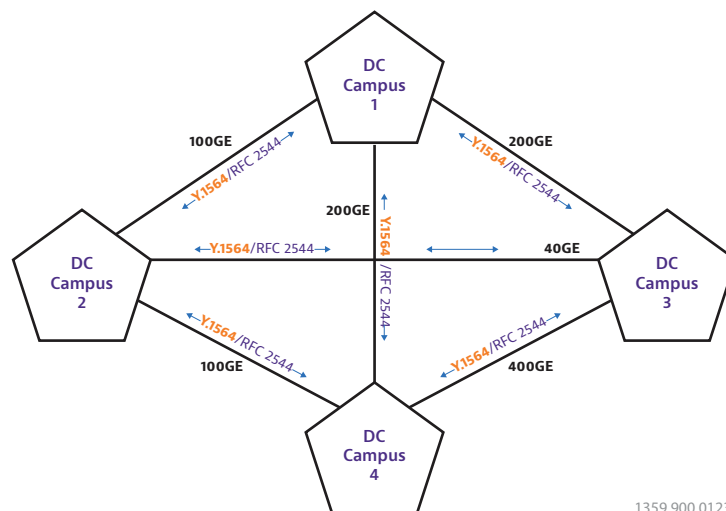 DC
Campus
1
100GE
200GE
Y.1564/RFC 2544
Y.1564/RFC 2544
200GE
Y.1564/RFC 2544
Y.1564/RFC 2544
40GE
DC
Campus
2
DC
Campus
3
Y.1564/RFC 2544
Y.1564/RFC 2544
100GE
400GE
DC
Campus
4